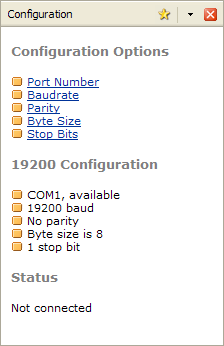 Configuration
Configuration Options
Port Number
Baudrate
Parity
Byte Size
Stop Bits
19200 Configuration
COM1, available
19200 baud
No parity
Byte size is 8
1 stop bit
Status
Not connected